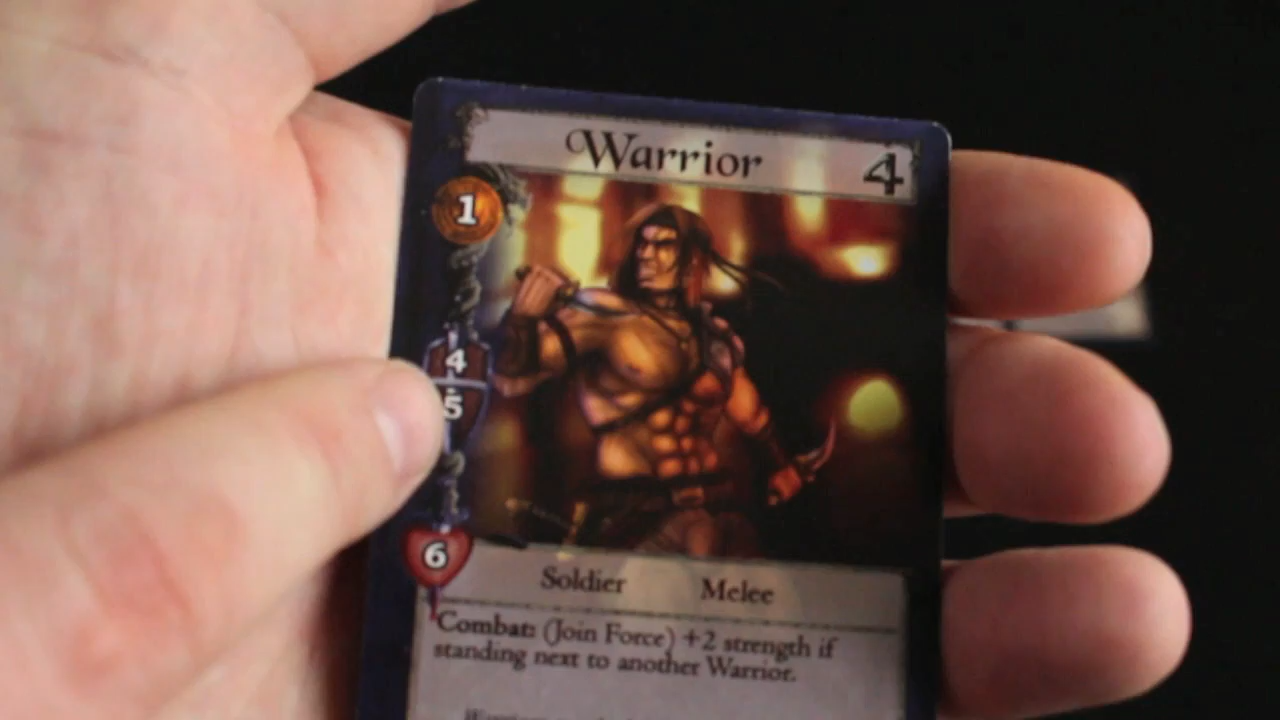 Warrior
4
1
4
5
6
Soldier Melee
Combat: (Join Force) +2 strength if
standing next to another Warrior.